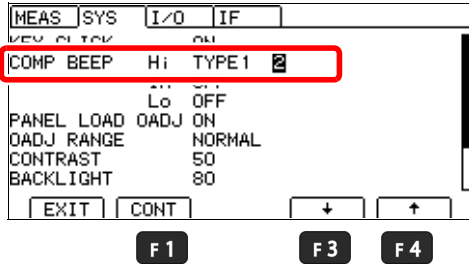 MEAS SYS I/O IF
KEY CLICK ON
COMP BEEP Hi TYPE1 2
Lo OFF
PANEL LOAD OADJ ON
OADJ RANGE NORMAL
CONTRAST 50
BACKLIGHT 80
EXIT CONT ↓ ↑
F1 F3 F4